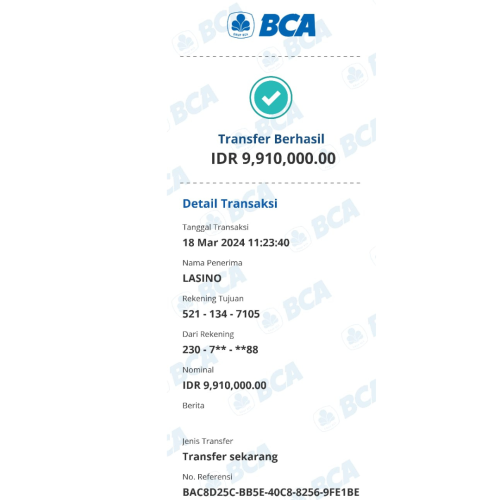 BCA
Transfer Berhasil
IDR 9,910,000.00
Detail Transaksi
Tanggal Transaksi
18 Mar 2024 11:23:40
Nama Penerima
LASINO
Rekening Tujuan
521 - 134 - 7105
Dari Rekening
230 - 7** - **88
Nominal
IDR 9,910,000.00
Berita
Jenis Transfer
Transfer sekarang
No. Referensi
BAC8D25C-BB5E-40C8-8256-9FE1BE